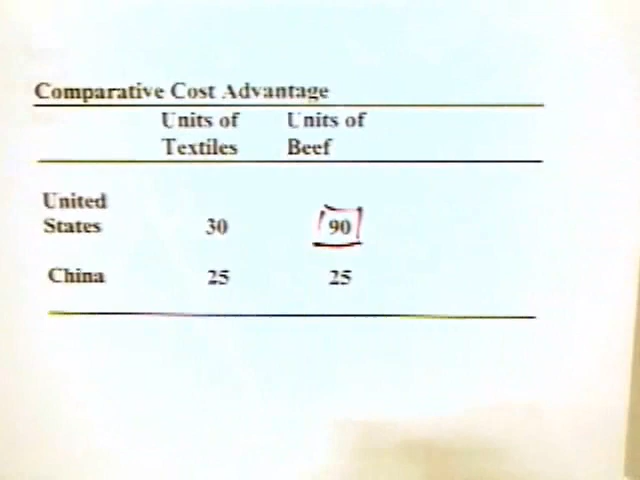 Comparative Cost Advantage
Units of Units of
Textiles Beef
United
States 30 90
China 25 25